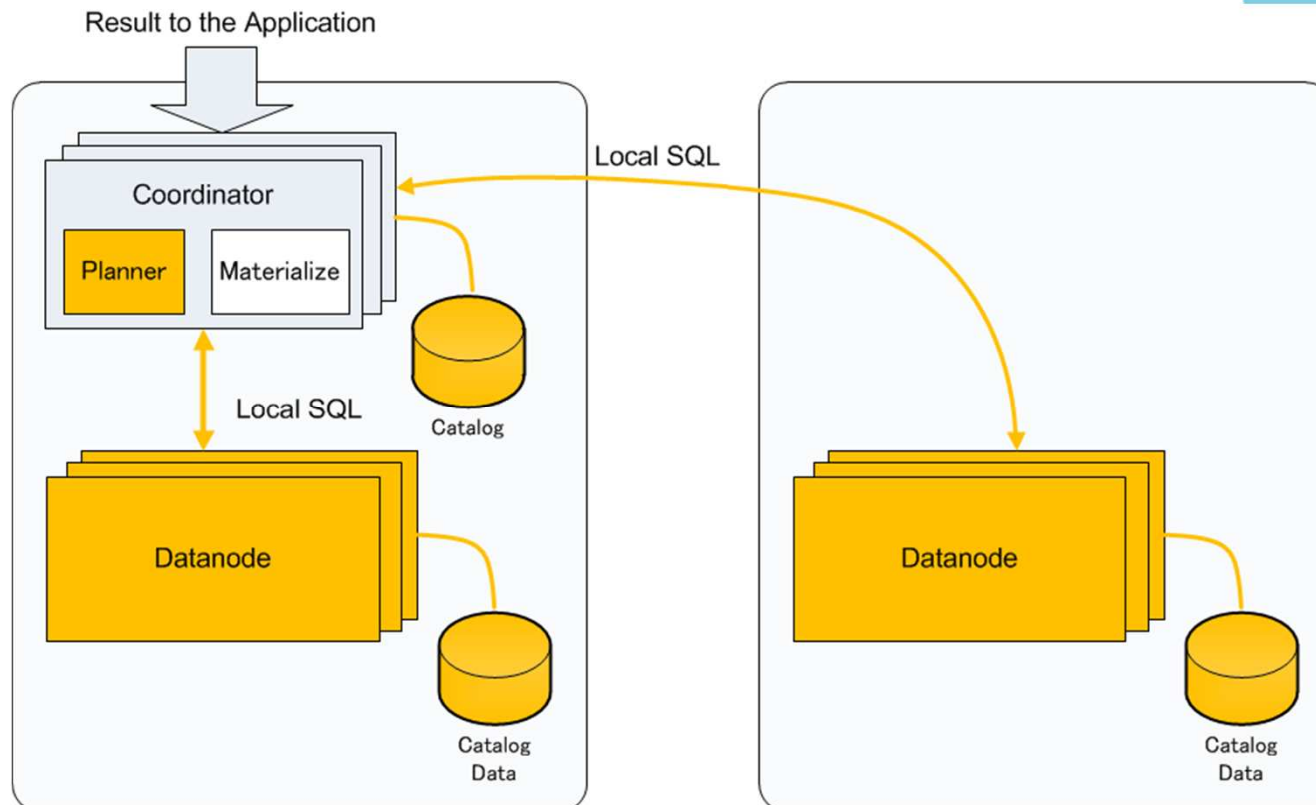 Result to the Application
Local SQL
Coordinator
Planner
Materialize
Local SQL
Catalog
Datanode
Datanode
Catalog
Data
Catalog
Data